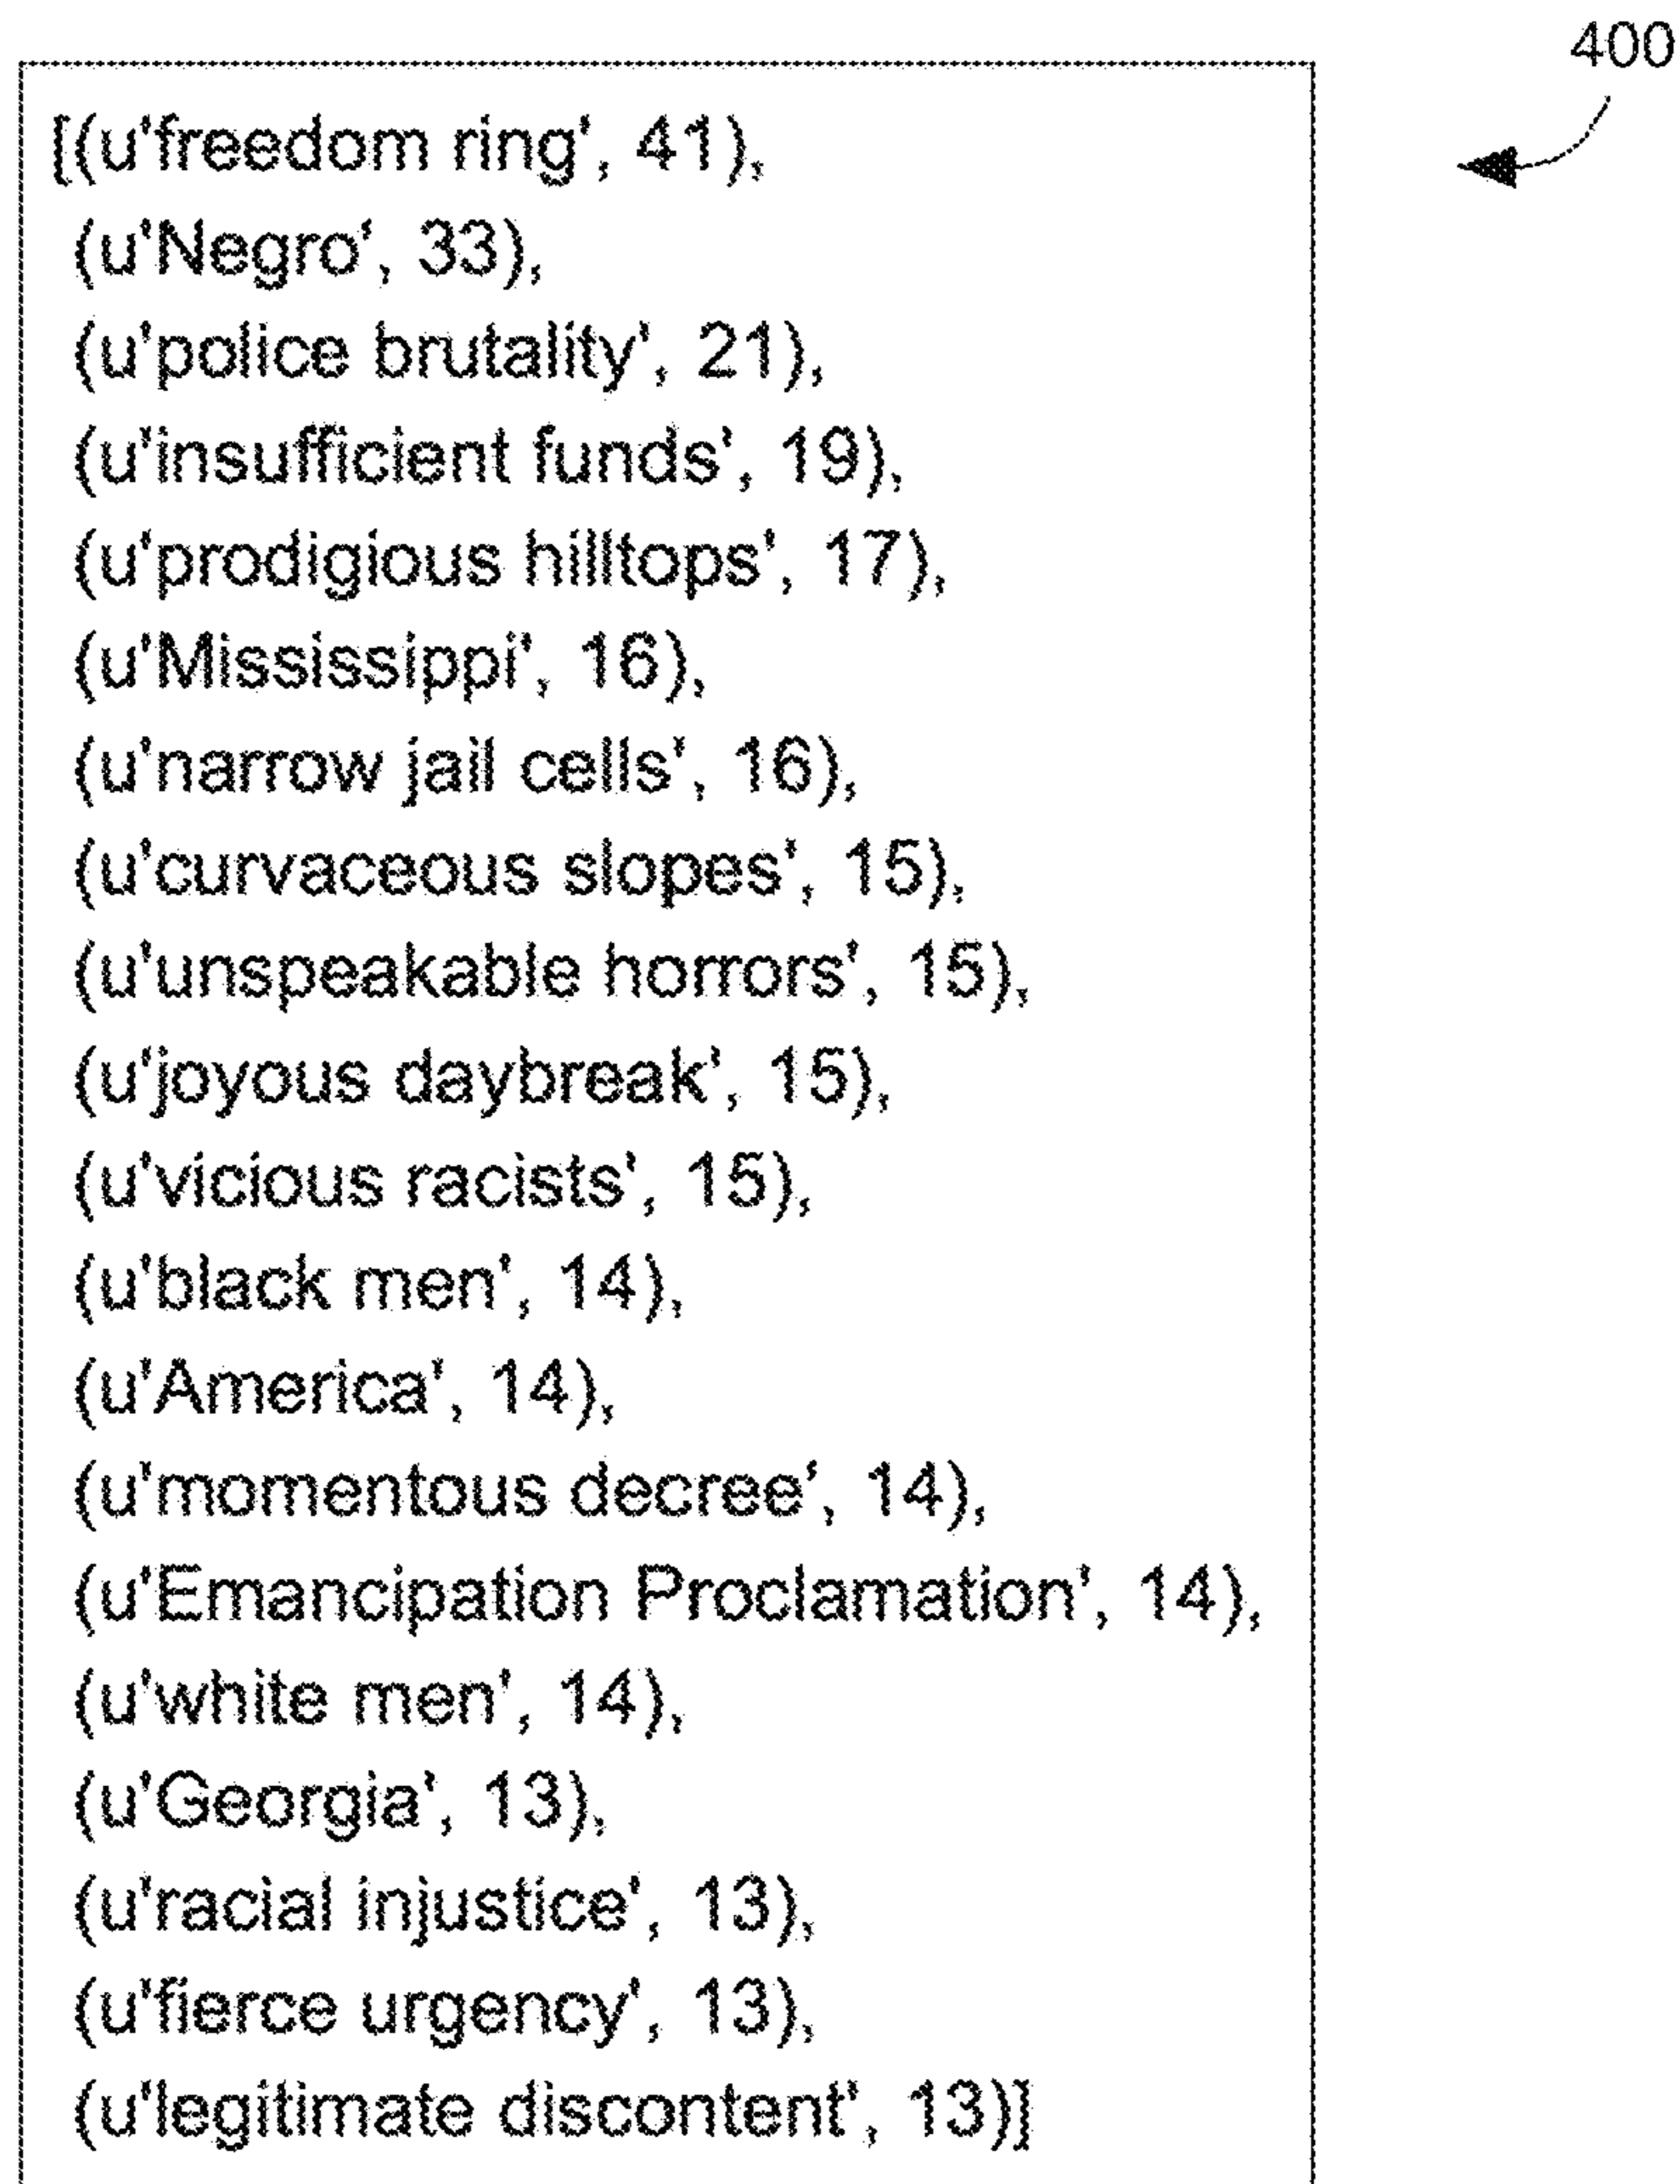 400
[(u'freedom ring', 41),
(u'Negro', 33),
(u'police brutality', 21),
(u'insufficient funds', 19),
(u'prodigious hilltops', 17),
(u'Mississippi', 16),
(u'narrow jail cells', 16),
(u'curvaceous slopes', 15),
(u'unspeakable horrors', 15),
(u'joyous daybreak', 15),
(u'vicious racists', 15),
(u'black men', 14),
(u'America', 14),
(u'momentous decree', 14),
(u'Emancipation Proclamation', 14),
(u'white men', 14),
(u'Georgia', 13),
(u'racial injustice', 13),
(u'fierce urgency', 13),
(u'legitimate discontent', 13)]